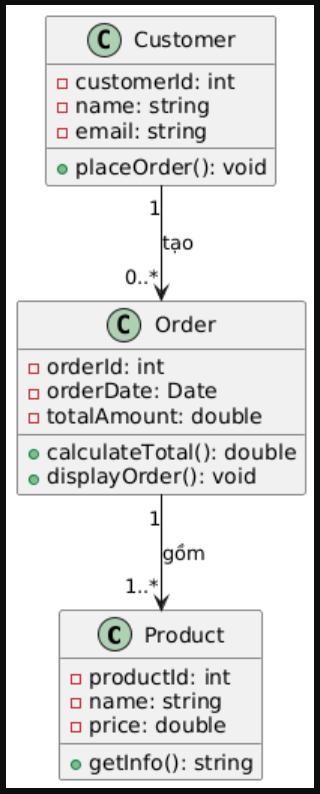 C Customer
customerId: int
name: string
email: string
placeOrder(): void
1
tạo
0..*
C Order
orderId: int
orderDate: Date
totalAmount: double
calculateTotal(): double
displayOrder(): void
1
gồm
1..*
C Product
productId: int
name: string
price: double
getInfo(): string